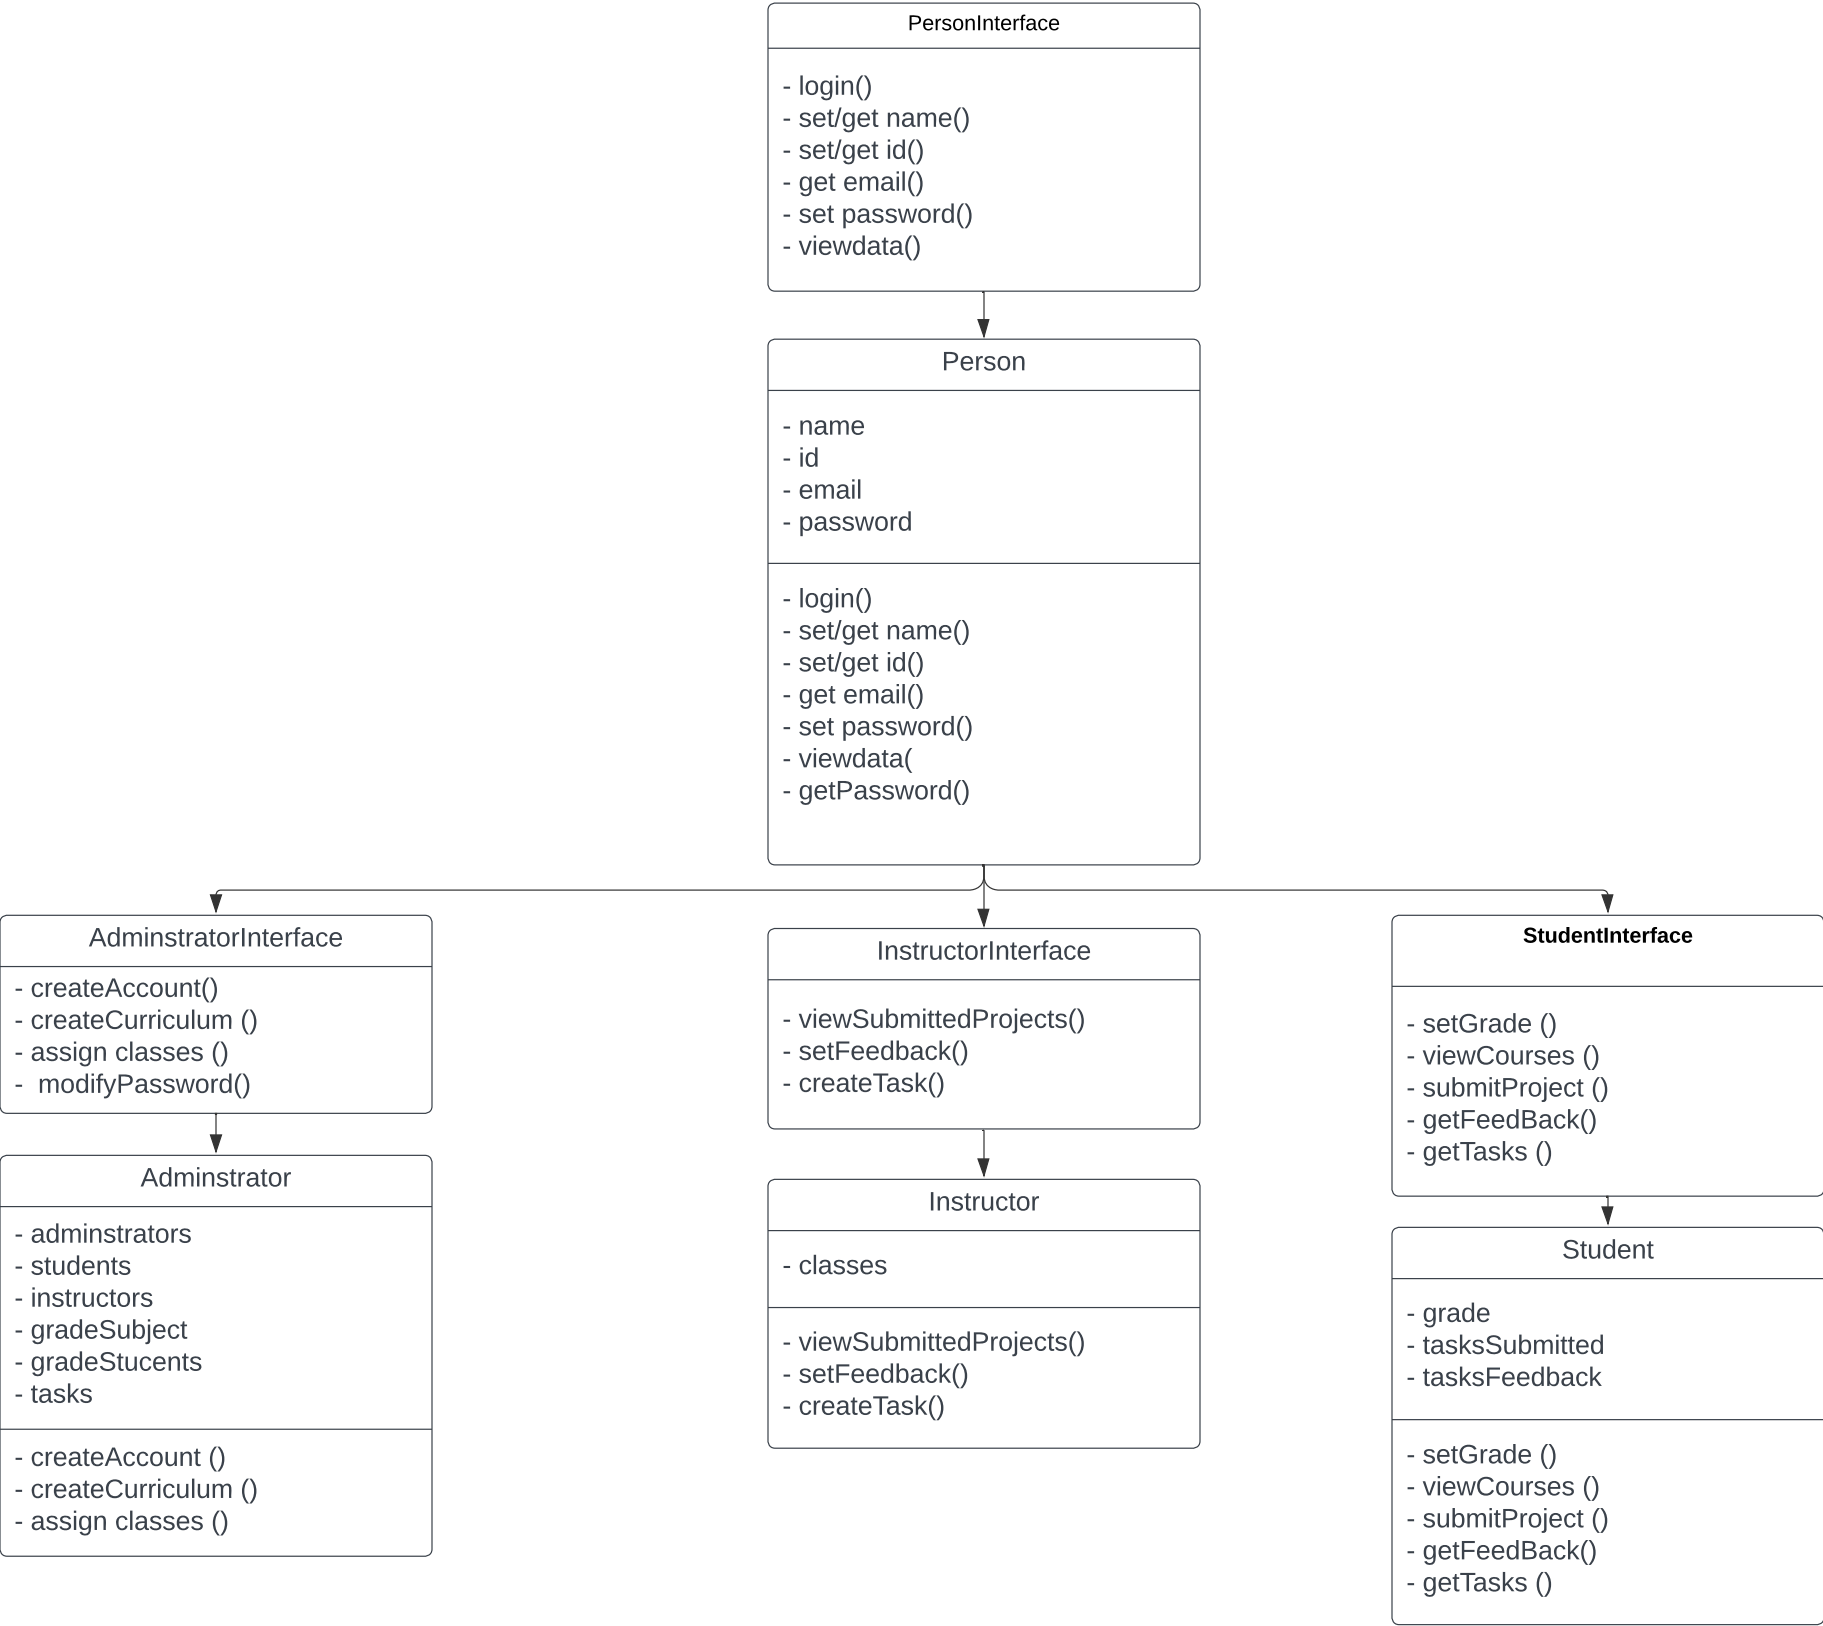 PersonInterface
- login()
- set/get name()
- set/get id()
- get email()
- set password()
- viewdata()
Person
- name
- id
- email
- password
- login()
- set/get name()
- set/get id()
- get email()
- set password()
- viewdata(
- getPassword()
AdminstratorInterface
- createAccount()
- createCurriculum ()
- assign classes ()
-  modifyPassword()
Adminstrator
- adminstrators
- students
- instructors
- gradeSubject
- gradeStucents
- tasks
- createAccount ()
- createCurriculum ()
- assign classes ()
InstructorInterface
- viewSubmittedProjects()
- setFeedback()
- createTask()
Instructor
- classes
- viewSubmittedProjects()
- setFeedback()
- createTask()
StudentInterface
- setGrade ()
- viewCourses ()
- submitProject ()
- getFeedBack()
- getTasks ()
Student
- grade
- tasksSubmitted
- tasksFeedback
- setGrade ()
- viewCourses ()
- submitProject ()
- getFeedBack()
- getTasks ()